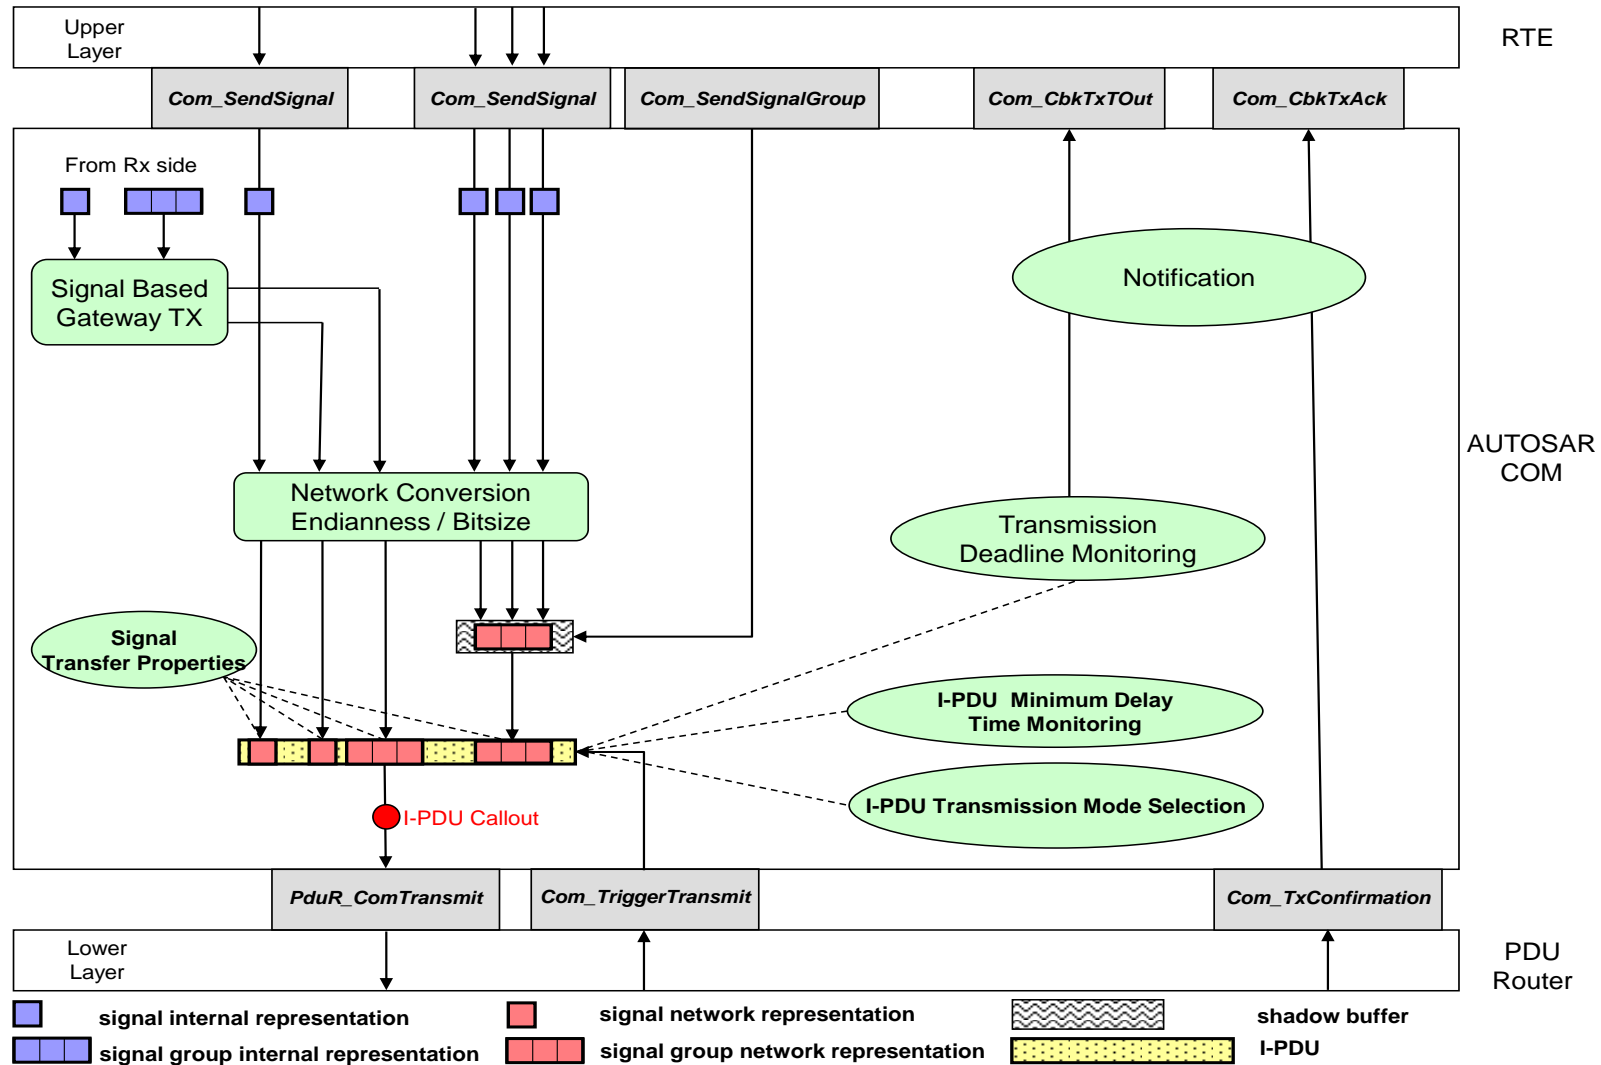 Upper
Layer
RTE
Com_SendSignal
Com_SendSignal
Com_SendSignalGroup
Com_CbkTxTOut
Com_CbkTxAck
From Rx side
Signal Based
Gateway TX
Notification
AUTOSAR
COM
Network Conversion
Endianness / Bitsize
Transmission
Deadline Monitoring
Signal
Transfer Properties
I-PDU Minimum Delay
Time Monitoring
I-PDU Transmission Mode Selection
I-PDU Callout
PduR_ComTransmit
Com_TriggerTransmit
Com_TxConfirmation
Lower
Layer
PDU
Router
signal internal representation
signal network representation
shadow buffer
signal group internal representation
signal group network representation
I-PDU